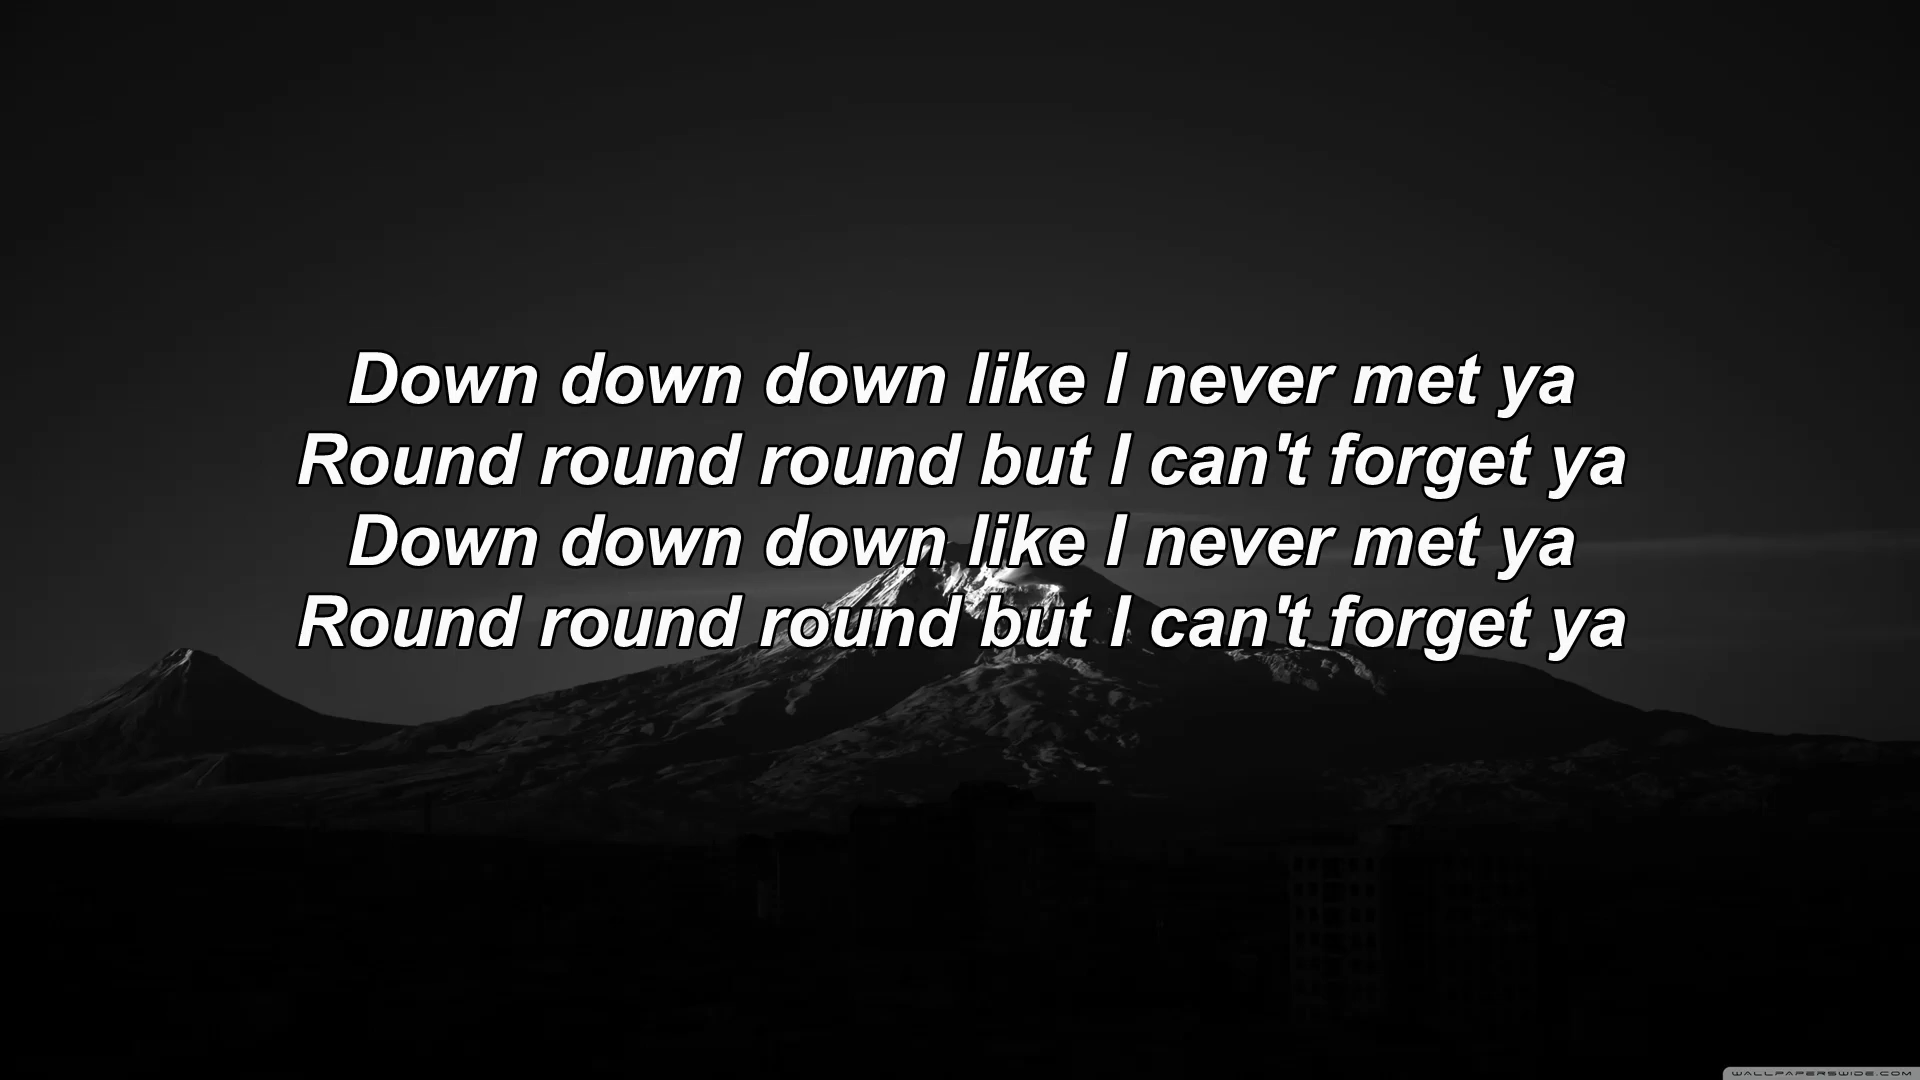 Down down down like I never met ya
Round round round but I can't forget ya
Down down down like I never met ya
Round round round but I can't forget ya
WALLPAPERSWIDE.COM